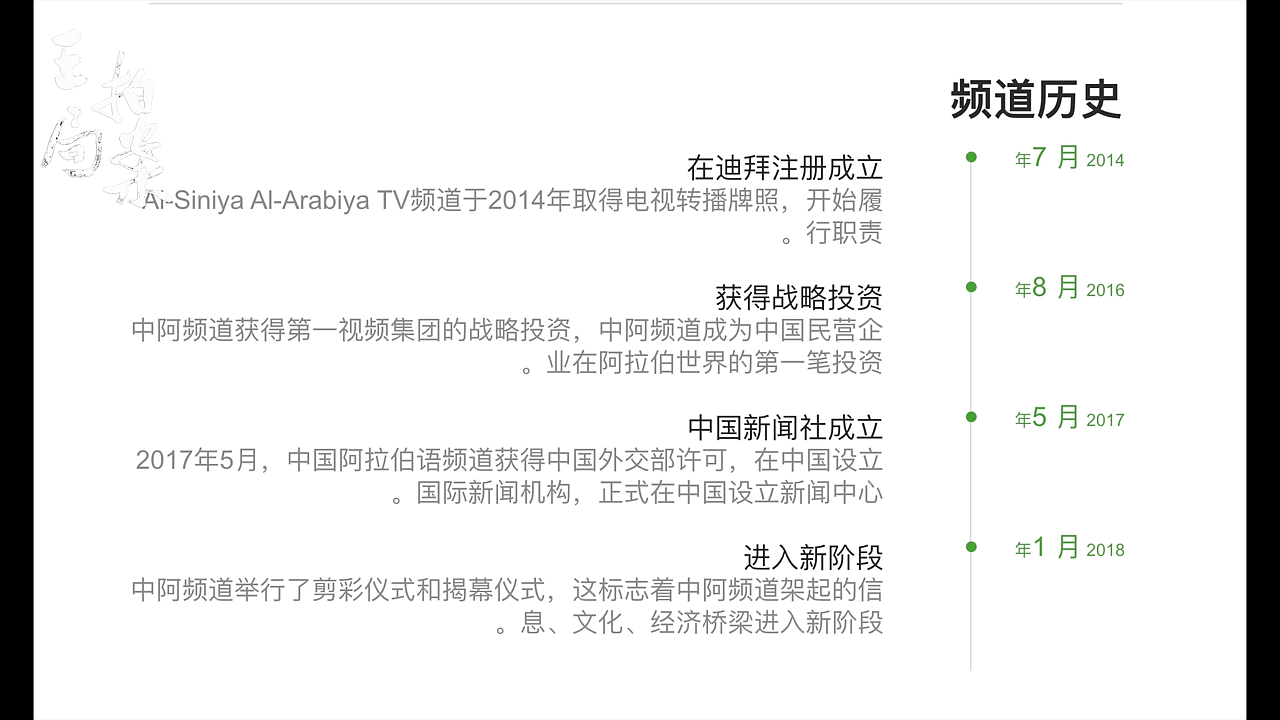 王局拍案
频道历史
年7 月 2014
在迪拜注册成立
Al-Siniya Al-Arabiya TV频道于2014年取得电视转播牌照，开始履
。行职责
年8 月 2016
获得战略投资
中阿频道获得第一视频集团的战略投资，中阿频道成为中国民营企
。业在阿拉伯世界的第一笔投资
年5 月 2017
中国新闻社成立
2017年5月，中国阿拉伯语频道获得中国外交部许可，在中国设立
。国际新闻机构，正式在中国设立新闻中心
年1 月 2018
进入新阶段
中阿频道举行了剪彩仪式和揭幕仪式，这标志着中阿频道架起的信
。息、文化、经济桥梁进入新阶段